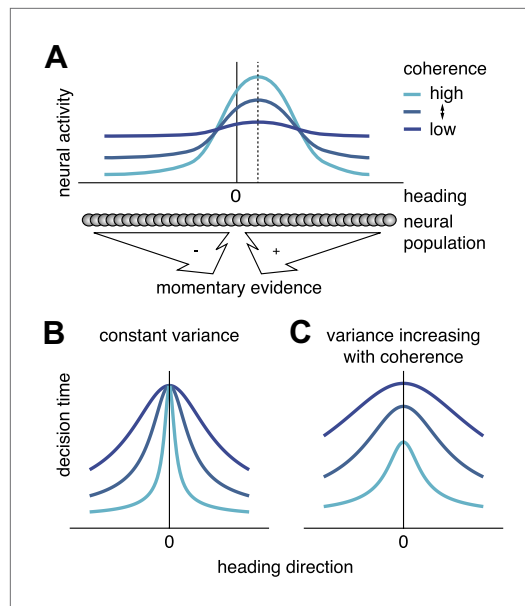 A
coherence
high
low
neural activity
0
heading
neural
population
-
+
momentary evidence
B
constant variance
C
variance increasing
with coherence
decision time
0
0
heading direction